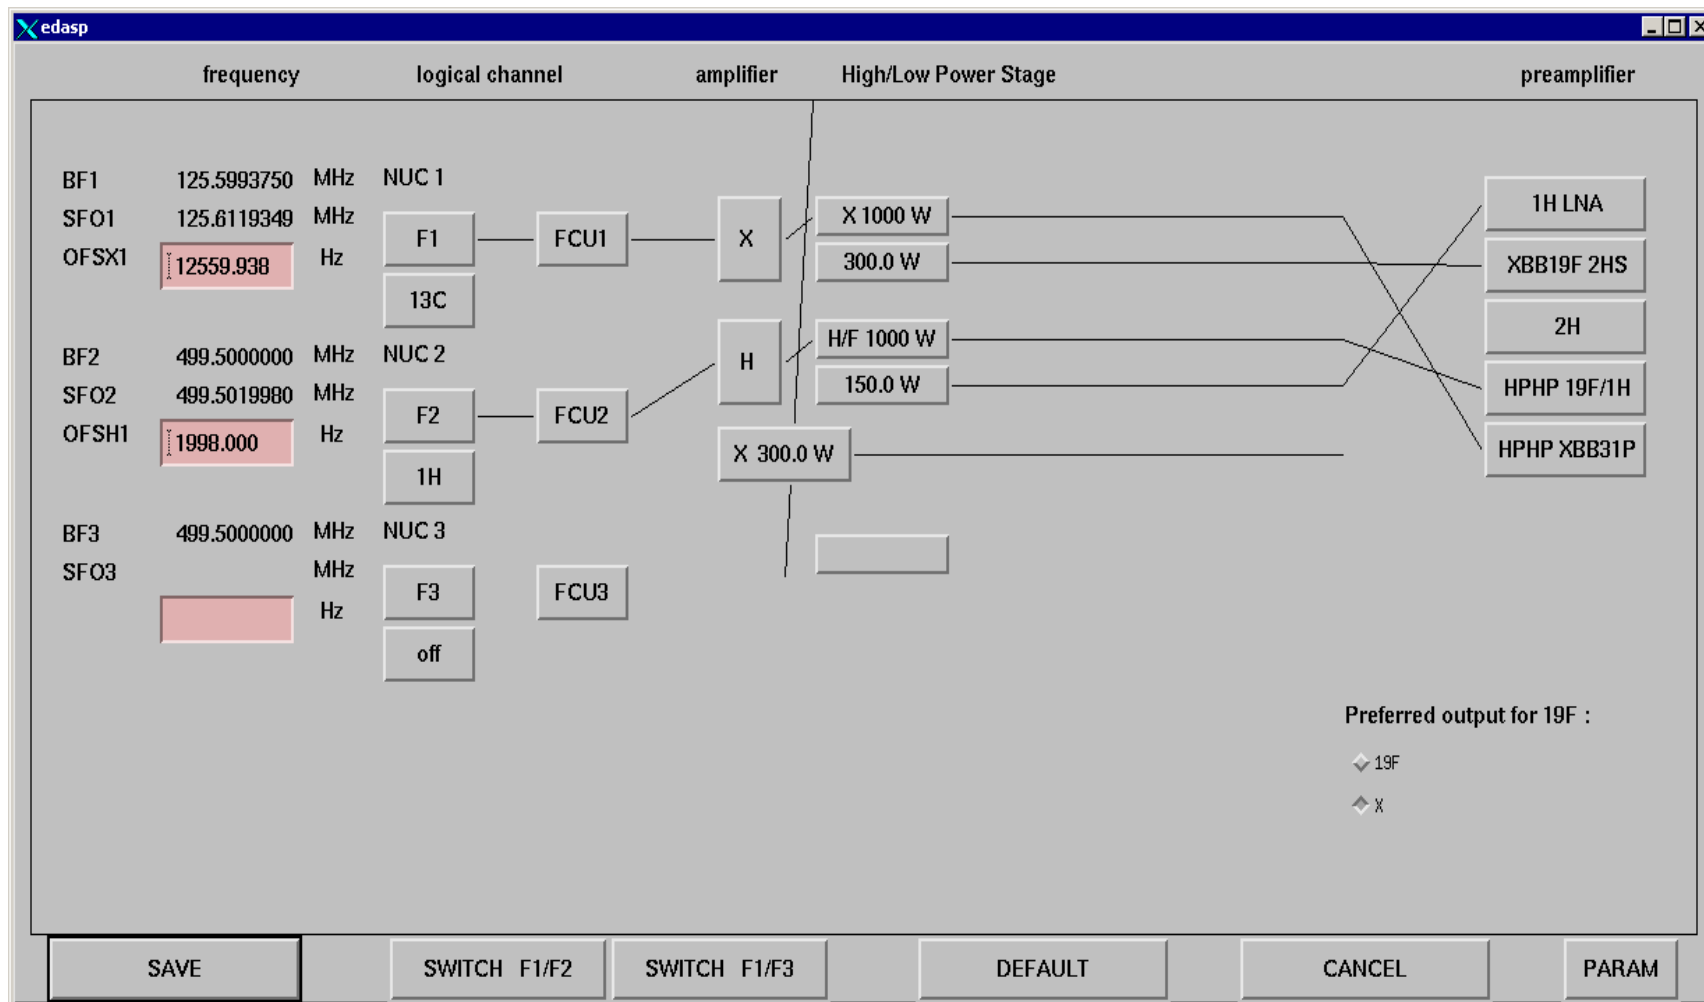 edasp
frequency logical channel amplifier High/Low Power Stage preamplifier
BF1 125.5993750 MHz NUC 1
SFO1 125.6119349 MHz
OFSX1 12559.938 Hz
F1 FCU1 X
13C
X 1000 W
300.0 W
1H LNA
XBB19F 2HS
2H
HPHP 19F/1H
HPHP XBB31P
BF2 499.5000000 MHz NUC 2
SFO2 499.5019980 MHz
OFSH1 1998.000 Hz
F2 FCU2 H
1H
H/F 1000 W
150.0 W
X 300.0 W
BF3 499.5000000 MHz NUC 3
SFO3 MHz
Hz
F3 FCU3
off
Preferred output for 19F :
19F
X
SAVE SWITCH F1/F2 SWITCH F1/F3 DEFAULT CANCEL PARAM